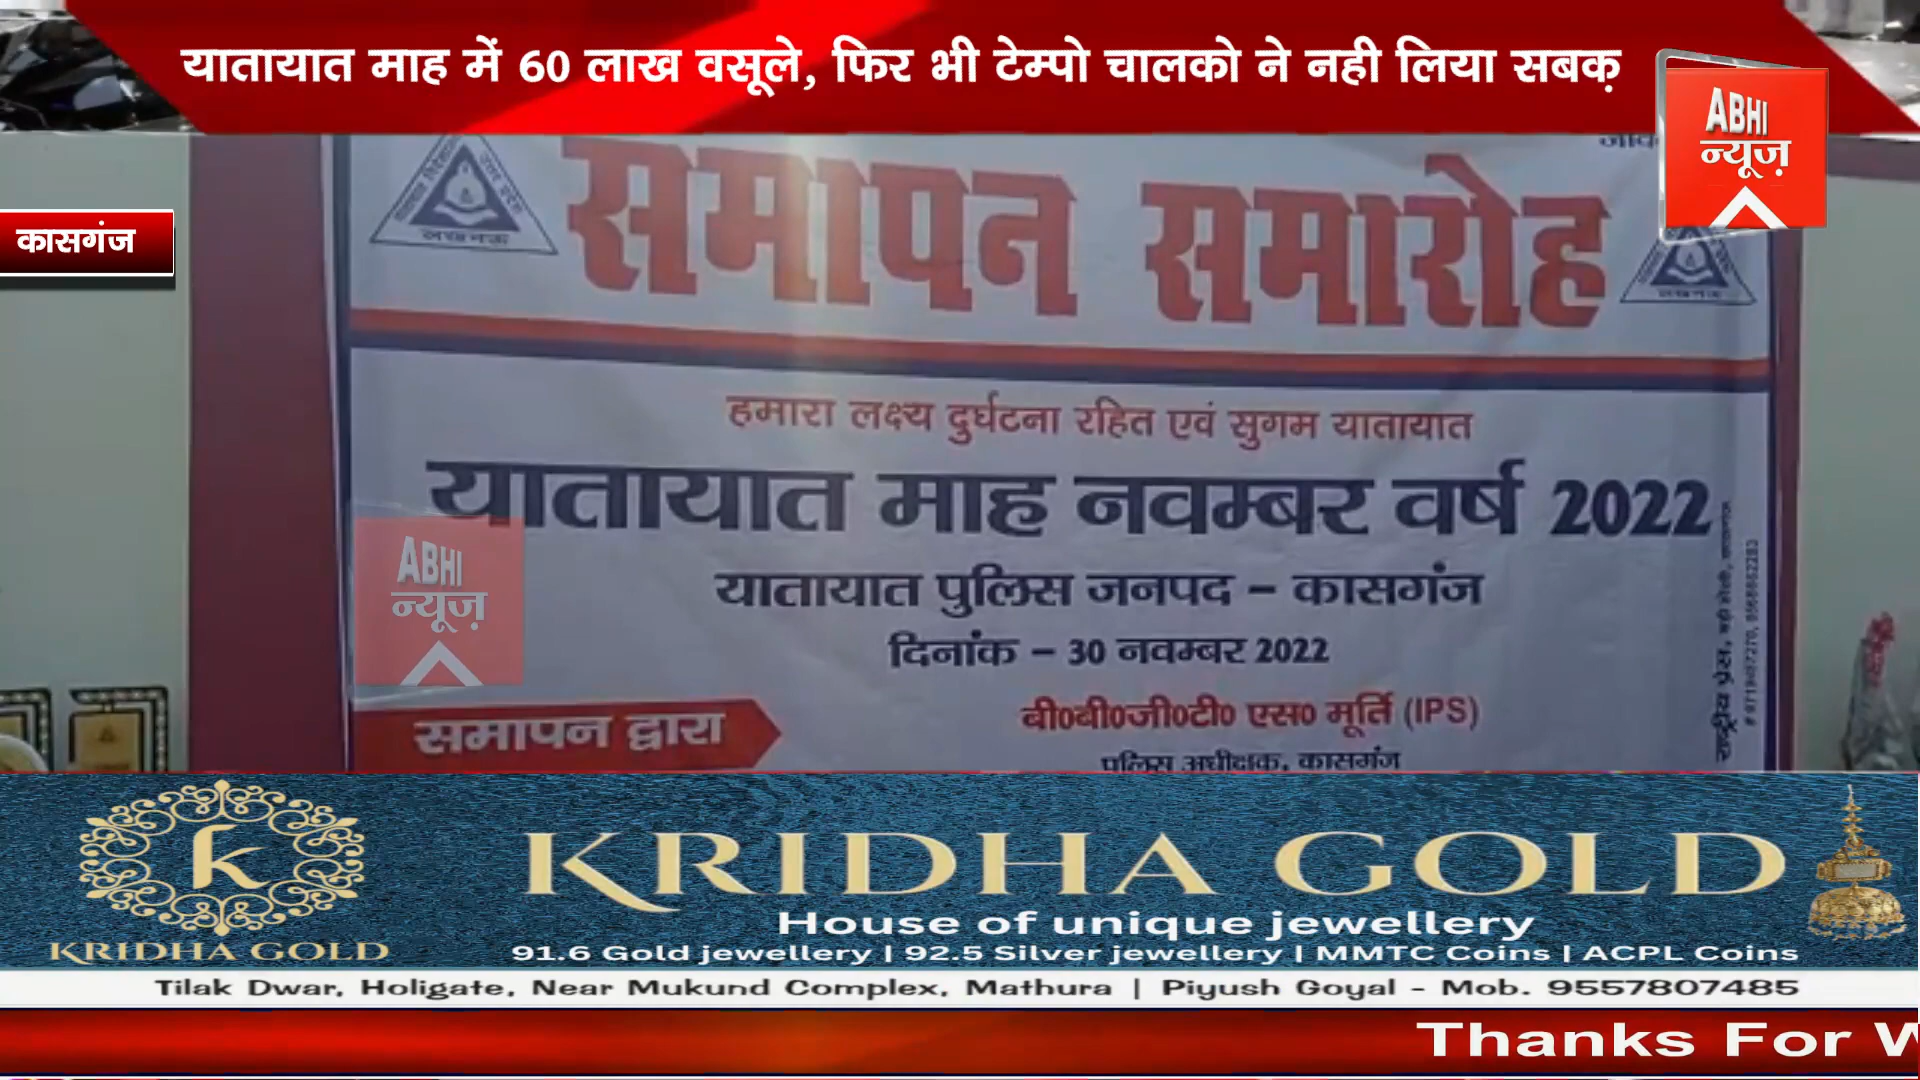 यातायात माह में 60 लाख वसूले, फिर भी टेम्पो चालको ने नही लिया सबक़
ABHI
न्यूज़
कासगंज
समापन समारोह
लखनऊ
हमारा लक्ष्य दुर्घटना रहित एवं सुगम यातायात
यातायात माह नवम्बर वर्ष 2022
यातायात पुलिस जनपद – कासगंज
दिनांक – 30 नवम्बर 2022
ABHI
न्यूज़
समापन द्वारा
बी0बी0जी0टी0 एस0 मूर्ति (IPS)
पुलिस अधीक्षक, कासगंज
K
KRIDHA GOLD
KRIDHA GOLD
House of unique jewellery
91.6 Gold jewellery | 92.5 Silver jewellery | MMTC Coins | ACPL Coins
Tilak Dwar, Holigate, Near Mukund Complex, Mathura | Piyush Goyal - Mob. 9557807485
Thanks For W